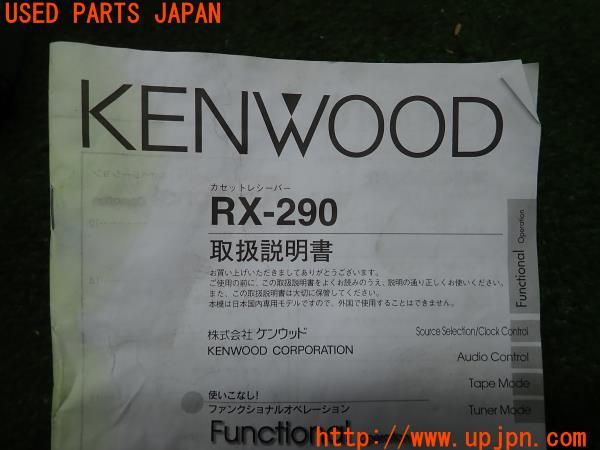 USED PARTS JAPAN
KENWOOD
カセットレシーバー
RX-290
取扱説明書
お買い上げいただきましてありがとうございます。
ご使用の前に、この取扱説明書をよくお読みのうえ、説明の通り正しくお使いください。
また、この取扱説明書は大切に保管してください。
本機は日本国内専用モデルですので、外国で使用することはできません。
株式会社 ケンウッド
KENWOOD CORPORATION
Functional Operation
Source Selection/Clock Control
Audio Control
Tape Mode
Tuner Mode
使いこなし!
ファンクショナルオペレーション
Functional
http://www.upjpn.com